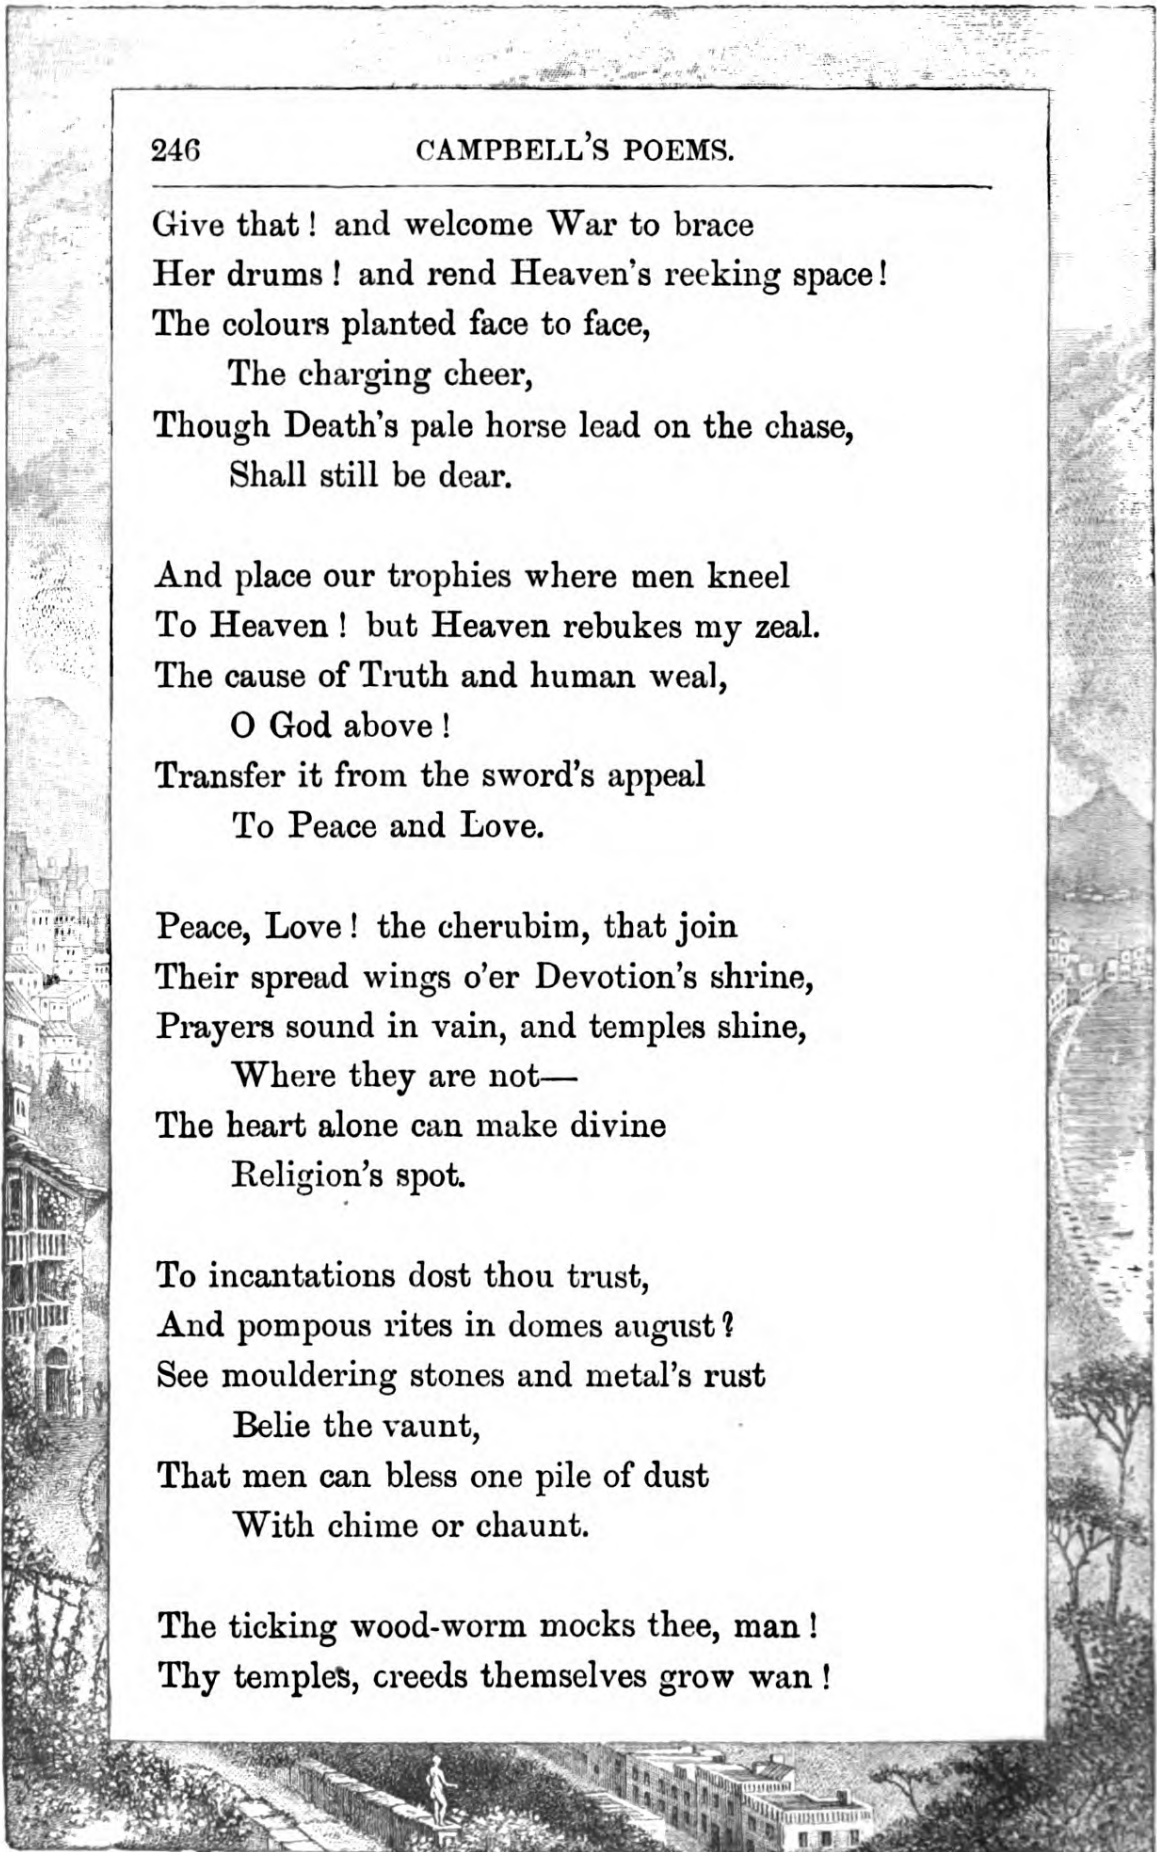 246 CAMPBELL'S POEMS.
Give that! and welcome War to brace
Her drums! and rend Heaven's reeking space!
The colours planted face to face,
The charging cheer,
Though Death's pale horse lead on the chase,
Shall still be dear.
And place our trophies where men kneel
To Heaven! but Heaven rebukes my zeal.
The cause of Truth and human weal,
O God above!
Transfer it from the sword's appeal
To Peace and Love.
Peace, Love! the cherubim, that join
Their spread wings o'er Devotion's shrine,
Prayers sound in vain, and temples shine,
Where they are not—
The heart alone can make divine
Religion's spot.
To incantations dost thou trust,
And pompous rites in domes august?
See mouldering stones and metal's rust
Belie the vaunt,
That men can bless one pile of dust
With chime or chaunt.
The ticking wood-worm mocks thee, man!
Thy temples, creeds themselves grow wan!